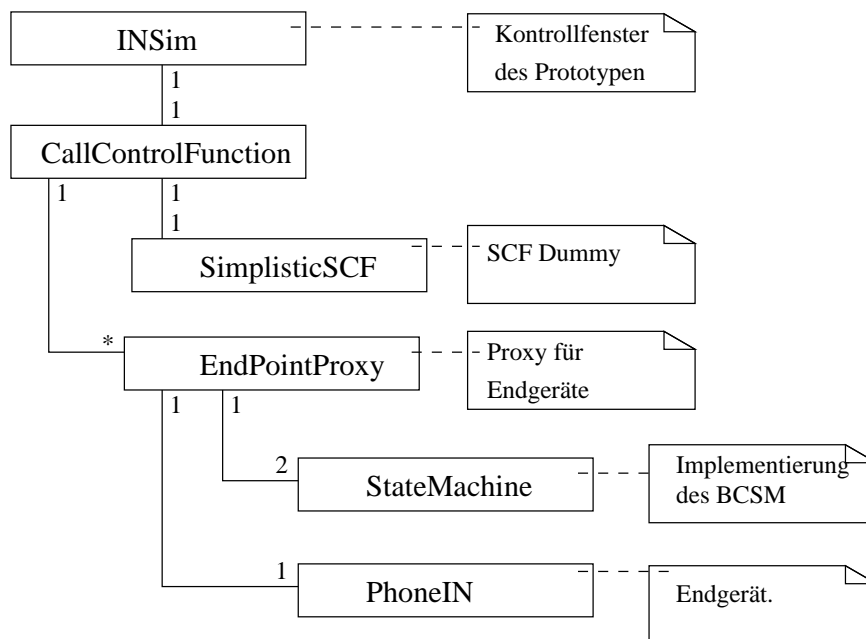 INSim
Kontrollfenster
des Prototypen
1
1
CallControlFunction
1
1
1
SimplisticSCF
SCF Dummy
*
EndPointProxy
Proxy für
Endgeräte
1
1
2
StateMachine
Implementierung
des BCSM
1
PhoneIN
Endgerät.